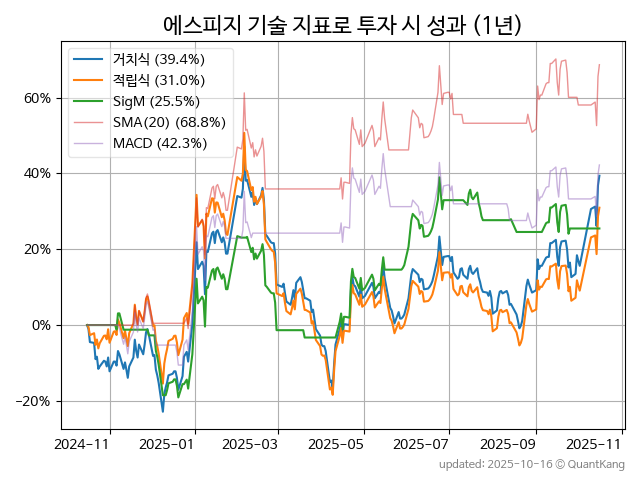 에스피지 기술 지표로 투자 시 성과 (1년)
거치식 (39.4%)
적립식 (31.0%)
SigM (25.5%)
SMA(20) (68.8%)
MACD (42.3%)
60%
40%
20%
0%
−20%
2024-11 2025-01 2025-03 2025-05 2025-07 2025-09 2025-11
updated: 2025-10-16 © QuantKang